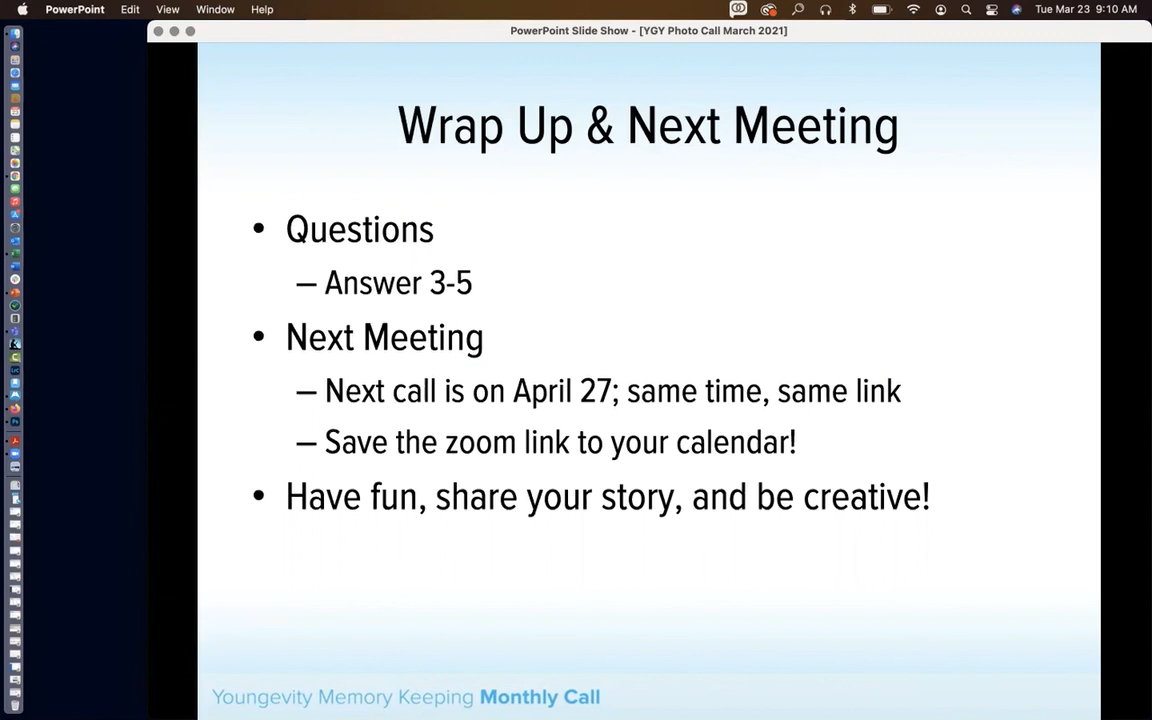 PowerPoint Edit View Window Help Tue Mar 23 9:10 AM
PowerPoint Slide Show - [YGY Photo Call March 2021]
Wrap Up & Next Meeting
• Questions
– Answer 3-5
• Next Meeting
– Next call is on April 27; same time, same link
– Save the zoom link to your calendar!
• Have fun, share your story, and be creative!
Youngevity Memory Keeping Monthly Call